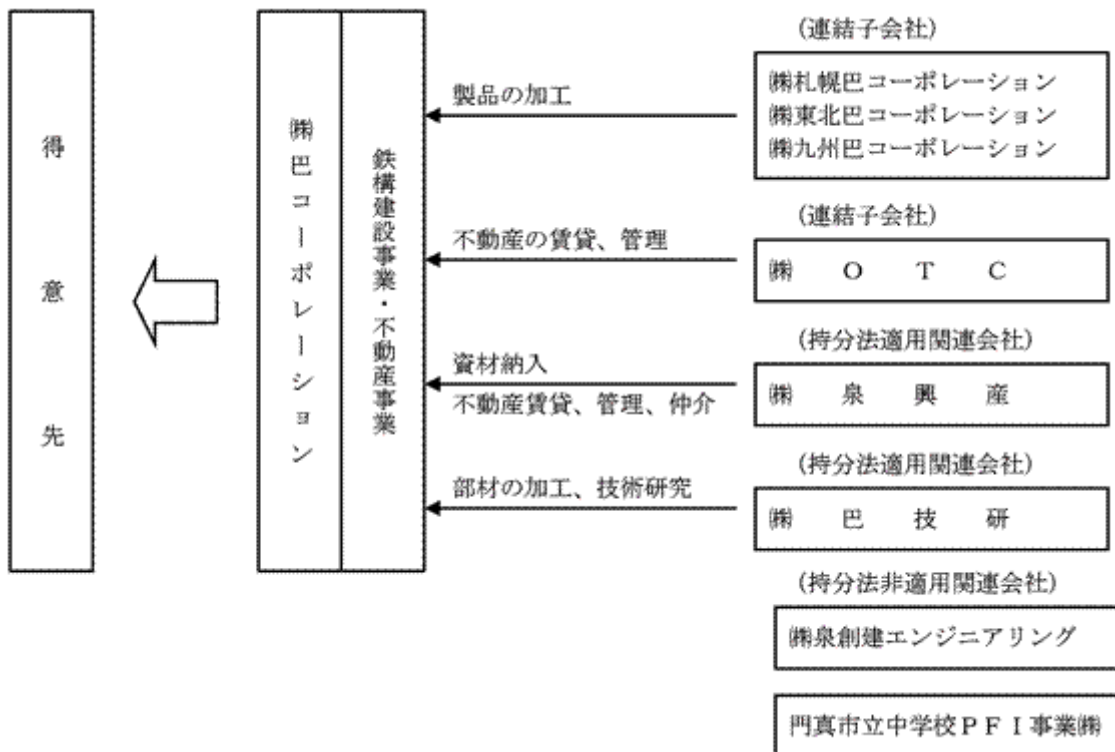 得意先
㈱巴コーポレーション
鉄構建設事業・不動産事業
製品の加工
不動産の賃貸、管理
資材納入
不動産賃貸、管理、仲介
部材の加工、技術研究
(連結子会社)
㈱札幌巴コーポレーション
㈱東北巴コーポレーション
㈱九州巴コーポレーション
(連結子会社)
㈱ O T C
(持分法適用関連会社)
㈱ 泉 興 産
(持分法適用関連会社)
㈱ 巴 技 研
(持分法非適用関連会社)
㈱泉創建エンジニアリング
門真市立中学校PFI事業㈱